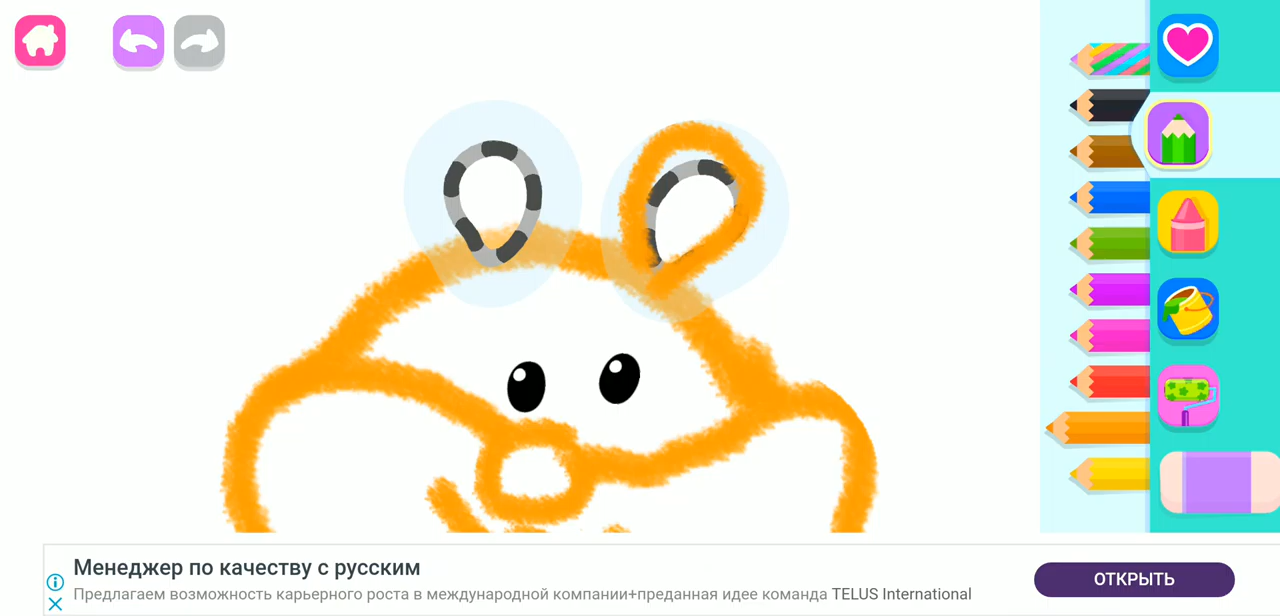 Менеджер по качеству с русским
Предлагаем возможность карьерного роста в международной компании+преданная идее команда TELUS International
ОТКРЫТЬ